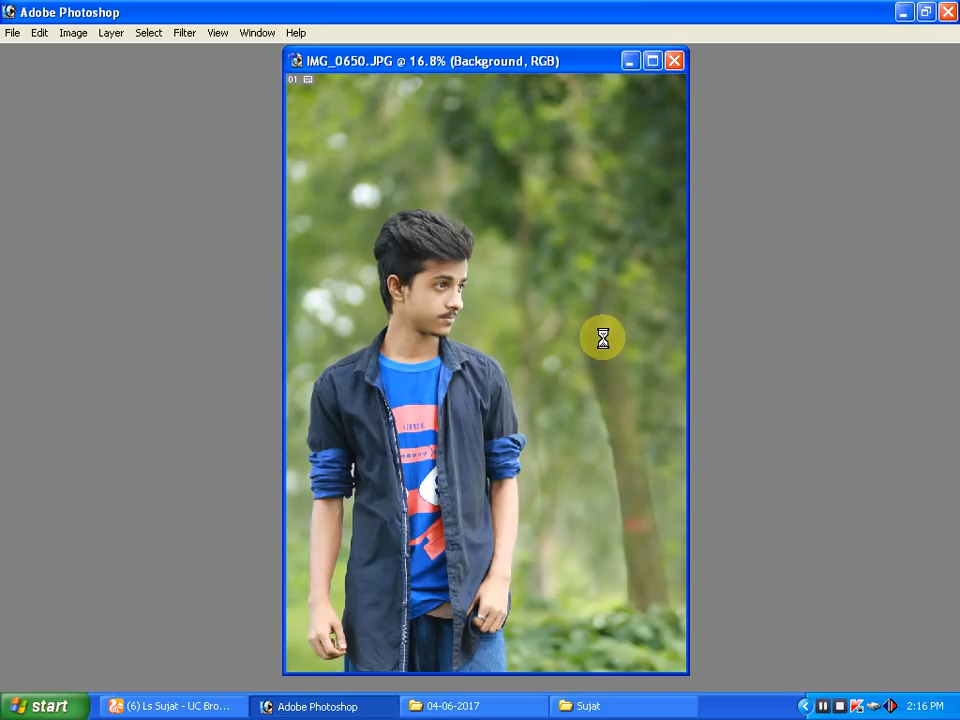 Adobe Photoshop
File Edit Image Layer Select Filter View Window Help
IMG_0650.JPG @ 16.8% (Background, RGB)
01
start
(6) Ls Sujat - UC Bro...
Adobe Photoshop
04-06-2017
Sujat
2:16 PM